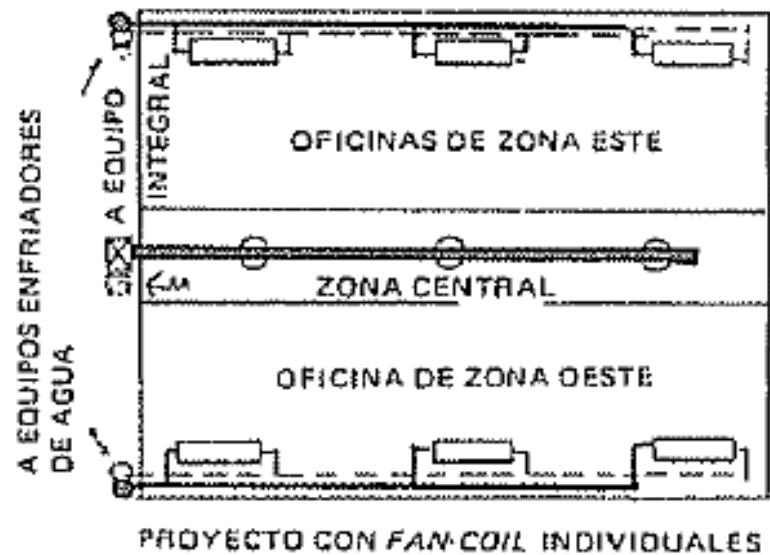 A EQUIPOS ENFRIADORES
DE AGUA
A EQUIPO
INTEGRAL
OFICINAS DE ZONA ESTE
ZONA CENTRAL
OFICINA DE ZONA OESTE
PROYECTO CON FAN-COIL INDIVIDUALES